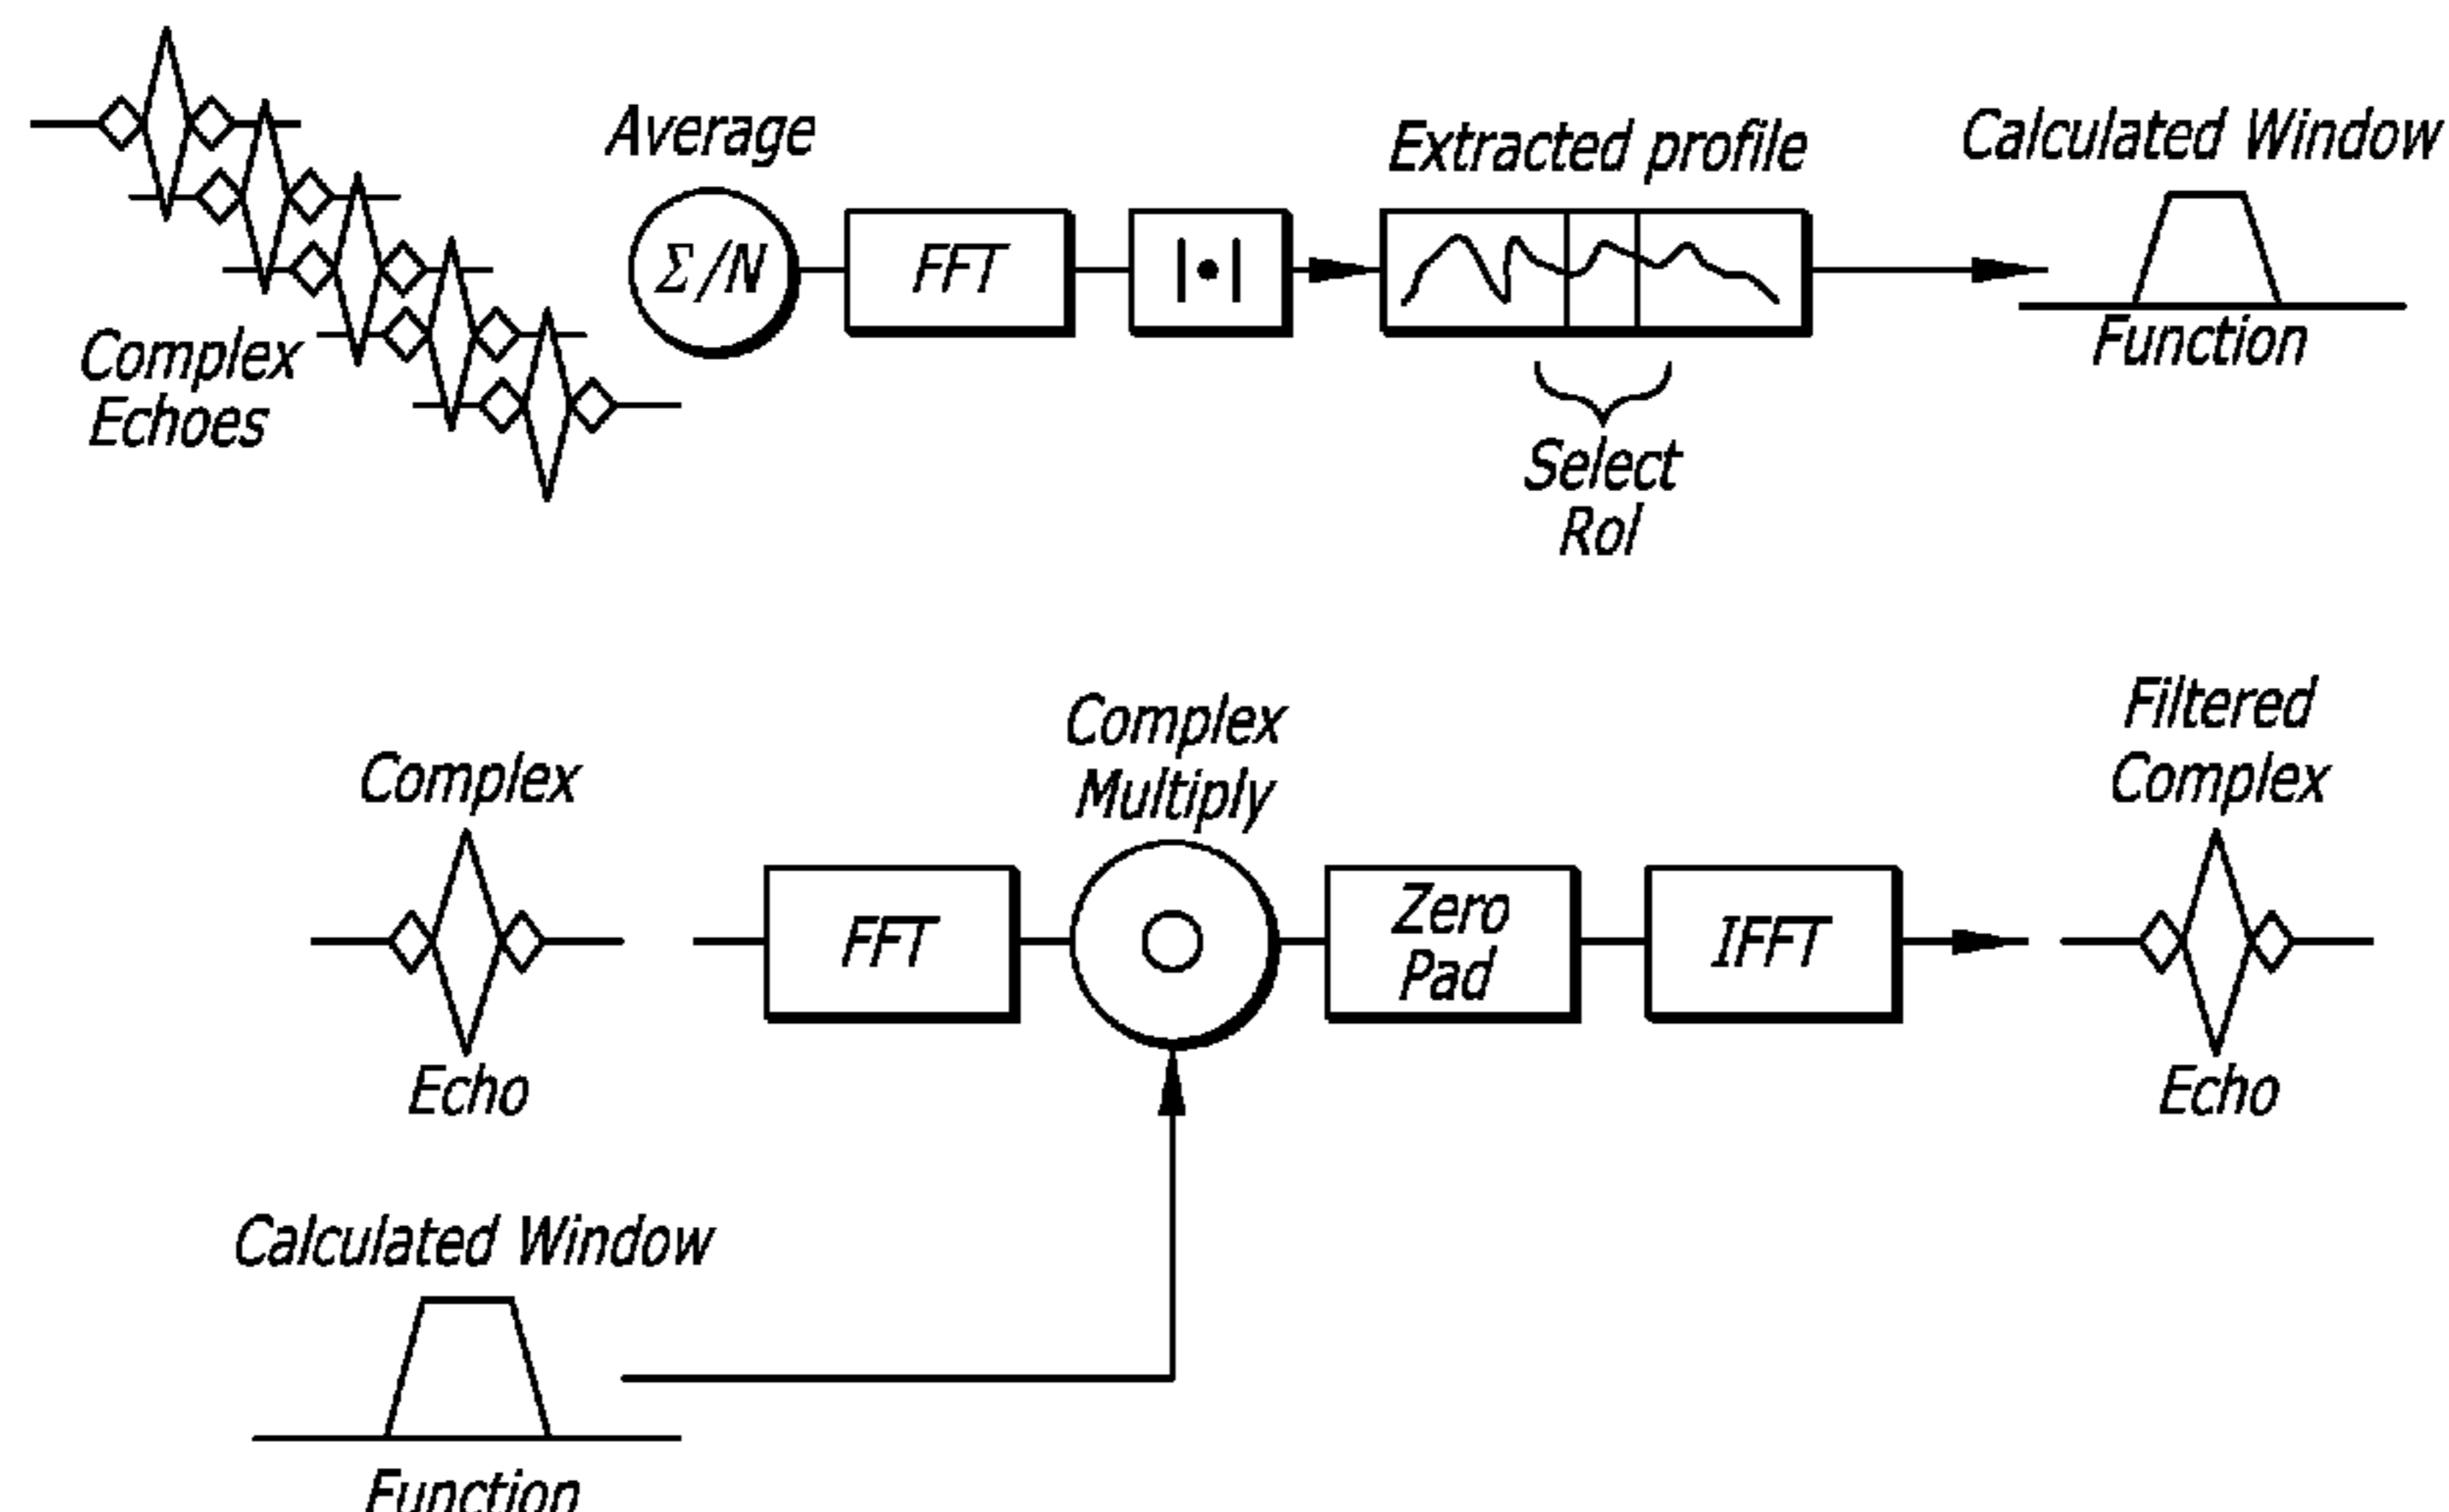 Complex
Echoes
Average
Σ/N
FFT
|•|
Extracted profile
Select
RoI
Calculated Window
Function
Complex
Echo
FFT
Complex
Multiply
Zero
Pad
IFFT
Filtered
Complex
Echo
Calculated Window
Function